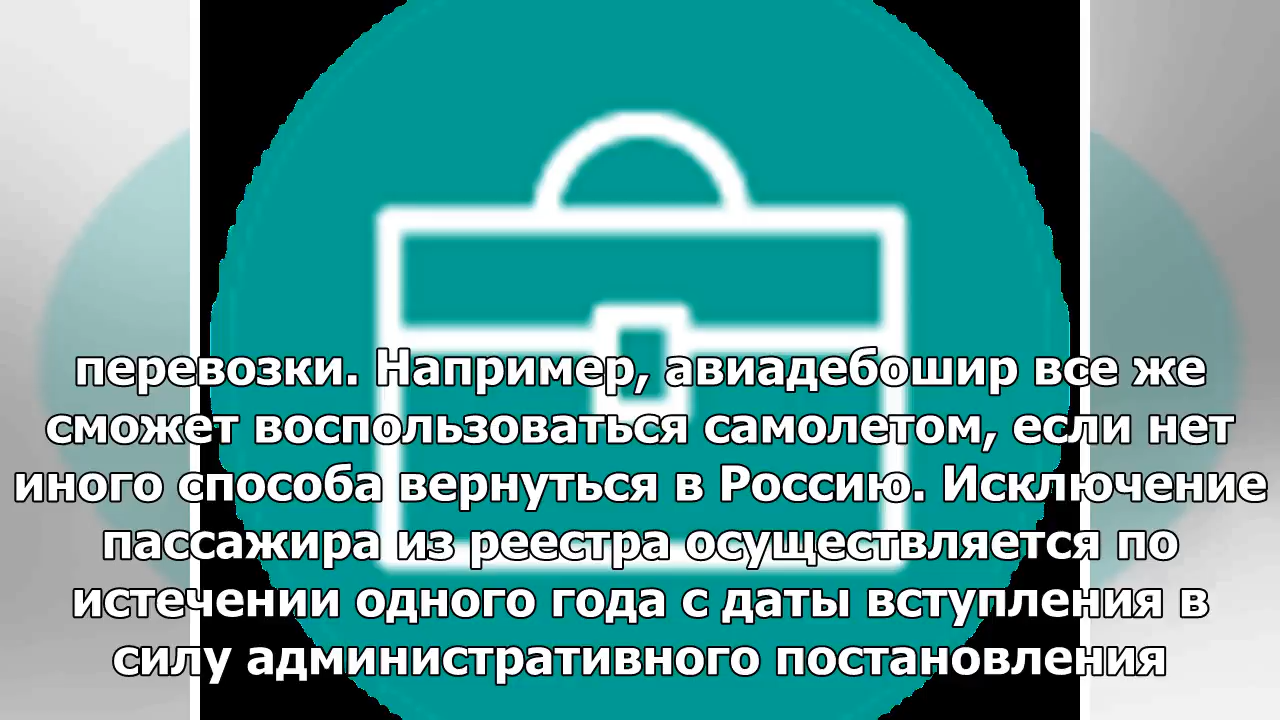 перевозки. Например, авиадебошир все же
сможет воспользоваться самолетом, если нет
иного способа вернуться в Россию. Исключение
пассажира из реестра осуществляется по
истечении одного года с даты вступления в
силу административного постановления